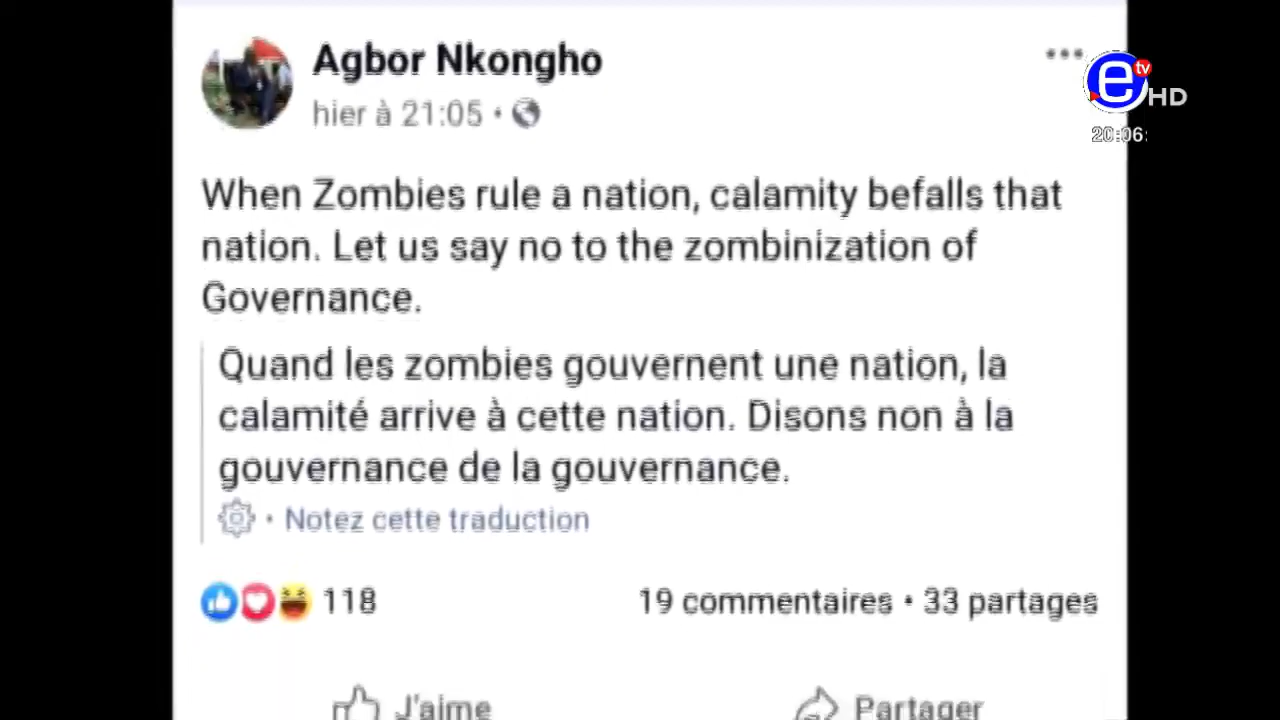 Agbor Nkongho
hier à 21:05 •
When Zombies rule a nation, calamity befalls that
nation. Let us say no to the zombinization of
Governance.
Quand les zombies gouvernent une nation, la
calamité arrive à cette nation. Disons non à la
gouvernance de la gouvernance.
• Notez cette traduction
118
19 commentaires • 33 partages
J'aime
Partager
e tv HD
20:06: